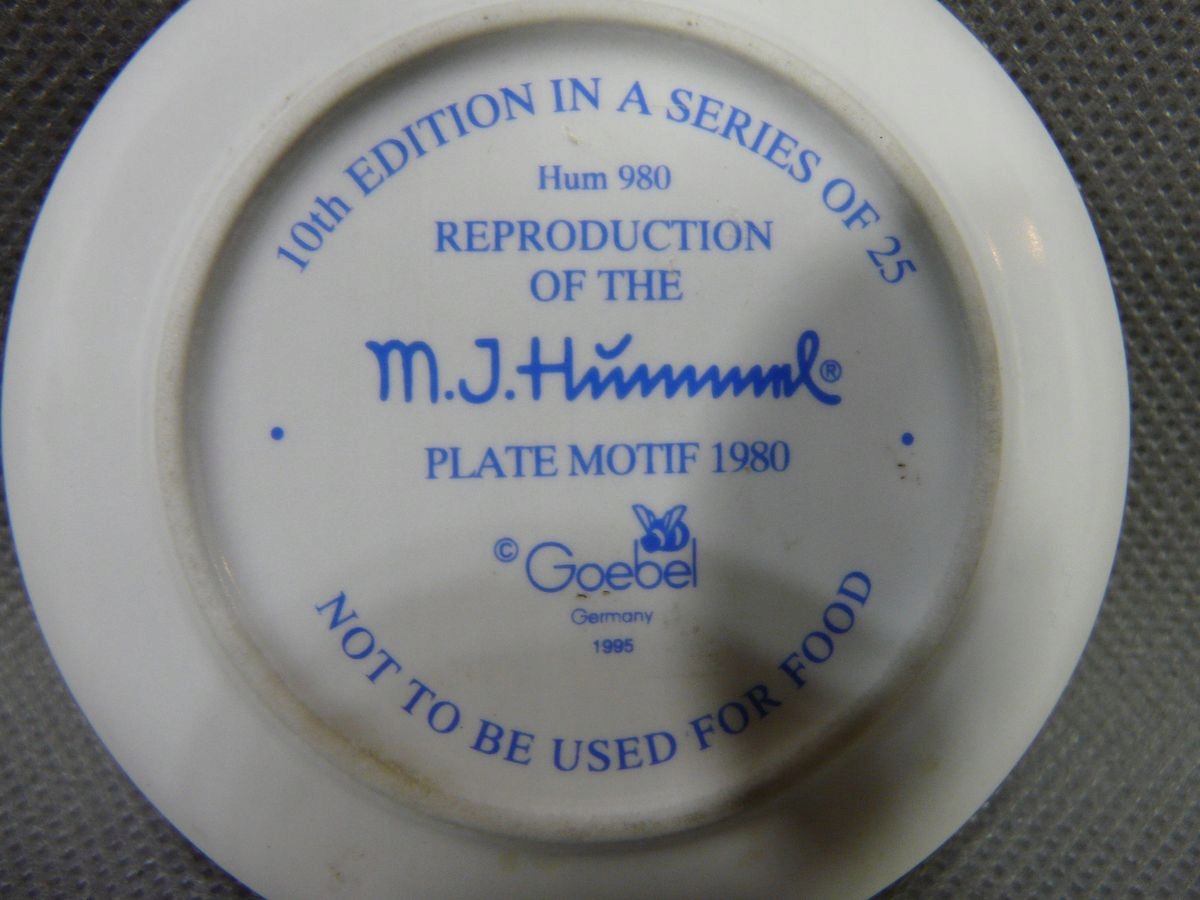 10th EDITION IN A SERIES OF 25
Hum 980
REPRODUCTION
OF THE
M.J.Hummel®
PLATE MOTIF 1980
© Goebel
Germany
1995
NOT TO BE USED FOR FOOD